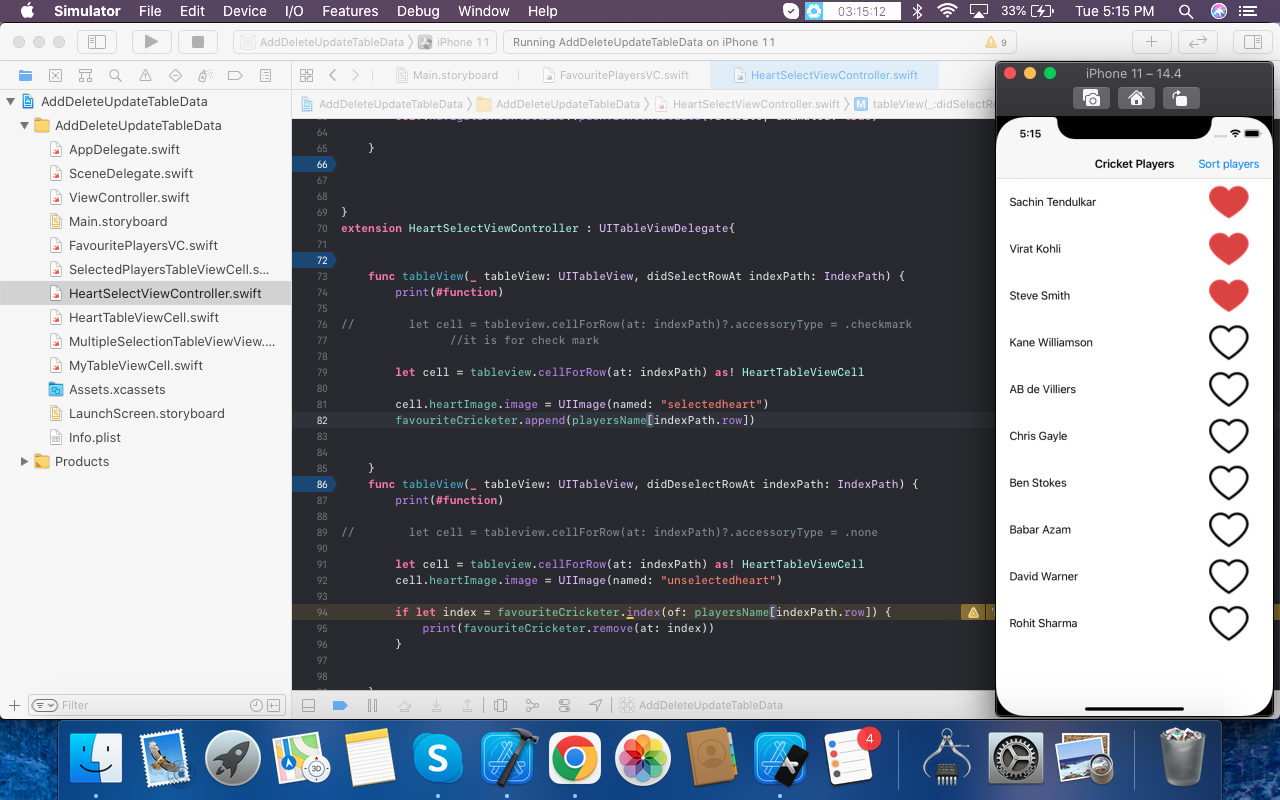 Simulator File Edit Device I/O Features Debug Window Help 03:15:12 33% Tue 5:15 PM
AddDeleteUpdateTableData iPhone 11 Running AddDeleteUpdateTableData on iPhone 11 9
Main.storyboard FavouritePlayersVC.swift HeartSelectViewController.swift
AddDeleteUpdateTableData AddDeleteUpdateTableData HeartSelectViewController.swift M tableView(_:didSelectRo
AddDeleteUpdateTableData
AddDeleteUpdateTableData
AppDelegate.swift
SceneDelegate.swift
ViewController.swift
Main.storyboard
FavouritePlayersVC.swift
SelectedPlayersTableViewCell.s...
HeartSelectViewController.swift
HeartTableViewCell.swift
MultipleSelectionTableViewView....
MyTableViewCell.swift
Assets.xcassets
LaunchScreen.storyboard
Info.plist
Products
Filter
64
65 }
66
67
68
69 }
70 extension HeartSelectViewController : UITableViewDelegate{
71
72
73 func tableView(_ tableView: UITableView, didSelectRowAt indexPath: IndexPath) {
74 print(#function)
75
76 // let cell = tableview.cellForRow(at: indexPath)?.accessoryType = .checkmark
77 //it is for check mark
78
79 let cell = tableview.cellForRow(at: indexPath) as! HeartTableViewCell
80
81 cell.heartImage.image = UIImage(named: "selectedheart")
82 favouriteCricketer.append(playersName[indexPath.row])
83
84
85 }
86 func tableView(_ tableView: UITableView, didDeselectRowAt indexPath: IndexPath) {
87 print(#function)
88
89 // let cell = tableview.cellForRow(at: indexPath)?.accessoryType = .none
90
91 let cell = tableview.cellForRow(at: indexPath) as! HeartTableViewCell
92 cell.heartImage.image = UIImage(named: "unselectedheart")
93
94 if let index = favouriteCricketer.index(of: playersName[indexPath.row]) {
95 print(favouriteCricketer.remove(at: index))
96 }
97
98
AddDeleteUpdateTableData
iPhone 11 – 14.4
5:15
Cricket Players Sort players
Sachin Tendulkar
Virat Kohli
Steve Smith
Kane Williamson
AB de Villiers
Chris Gayle
Ben Stokes
Babar Azam
David Warner
Rohit Sharma
3D
S
4